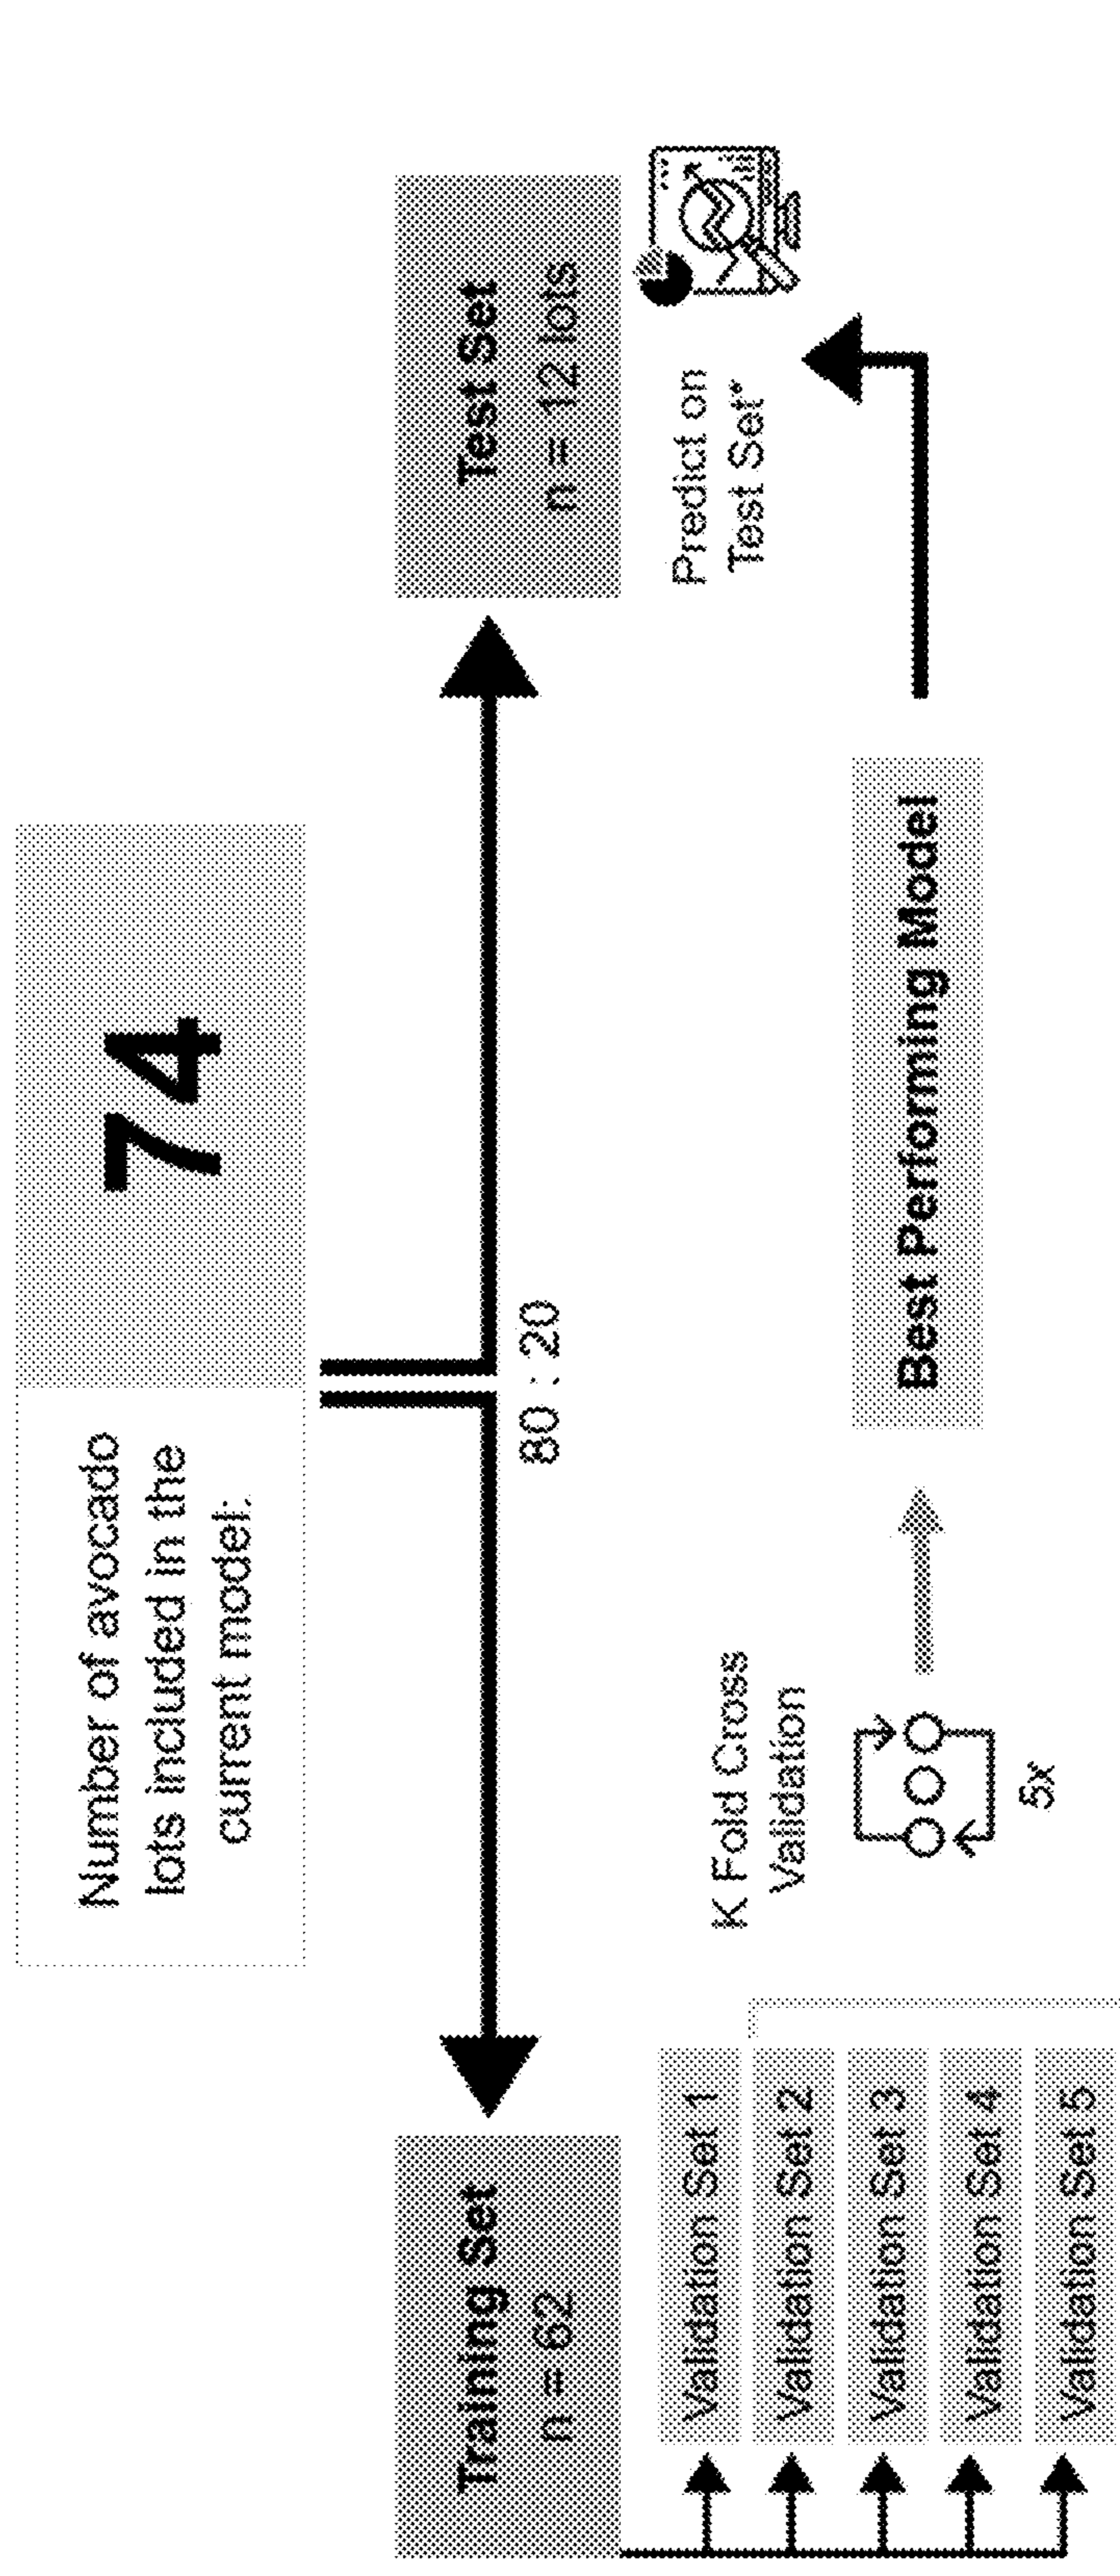 Number of avocado
lots included in the
current model:
74
80 : 20
Training Set
n = 62
Test Set
n = 12 lots
Validation Set 1
Validation Set 2
Validation Set 3
Validation Set 4
Validation Set 5
K Fold Cross
Validation
5x
Best Performing Model
Predict on
Test Set*